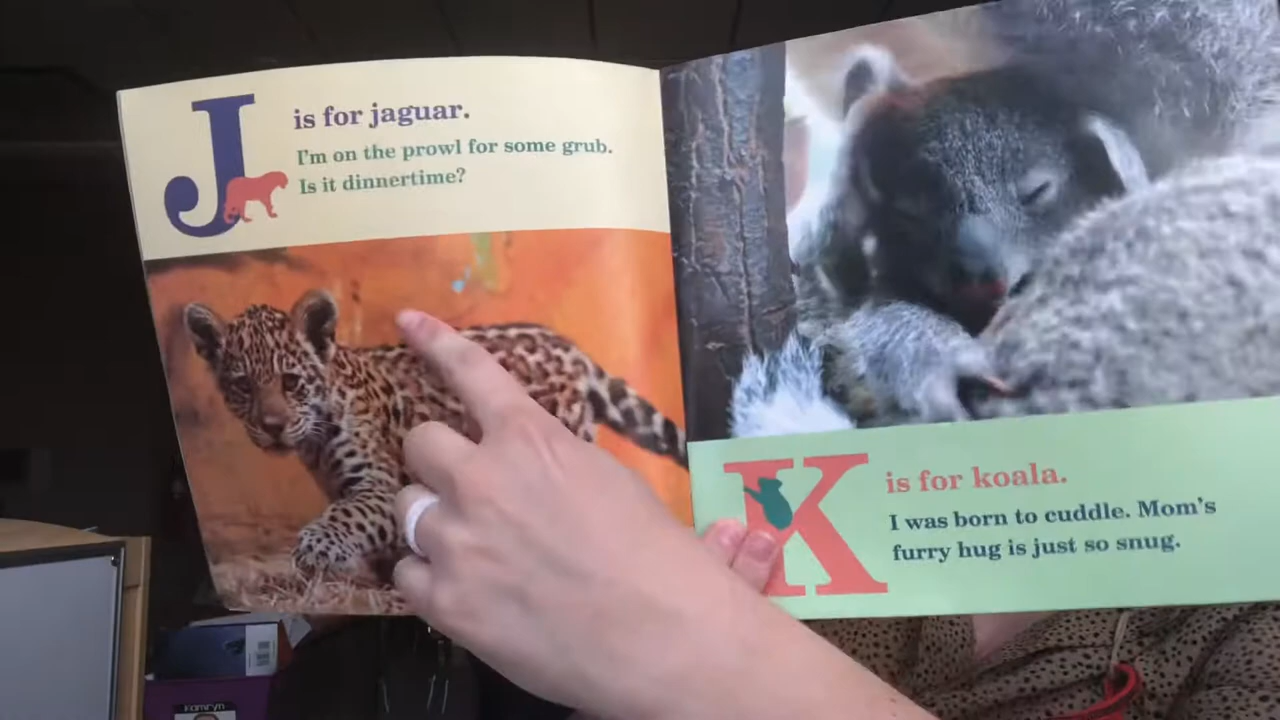 J is for jaguar.
I'm on the prowl for some grub.
Is it dinnertime?
K is for koala.
I was born to cuddle. Mom's
furry hug is just so snug.
Kamryn